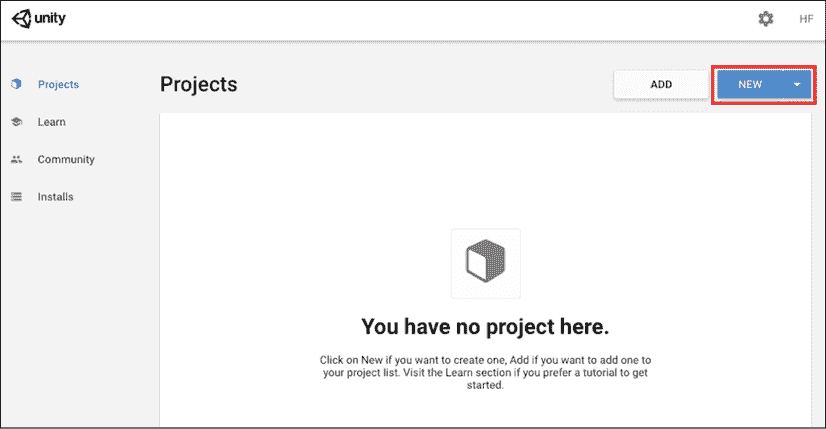 unity
HF
Projects
Learn
Community
Installs
Projects
ADD
NEW
You have no project here.
Click on New if you want to create one, Add if you want to add one to
your project list. Visit the Learn section if you prefer a tutorial to get
started.